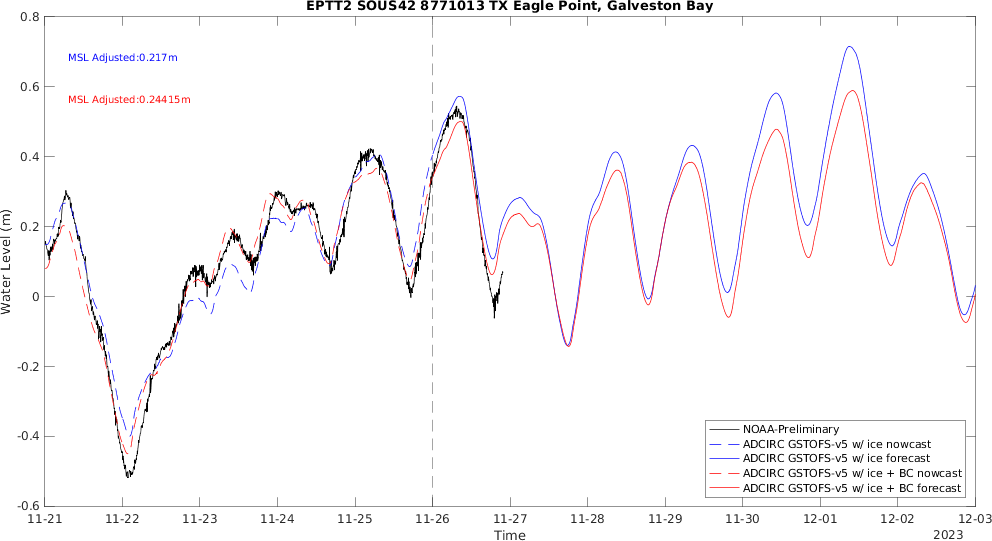 EPTT2 SOUS42 8771013 TX Eagle Point, Galveston Bay
MSL Adjusted:0.217m
MSL Adjusted:0.24415m
Water Level (m)
0.8
0.6
0.4
0.2
0
-0.2
-0.4
-0.6
NOAA-Preliminary
ADCIRC GSTOFS-v5 w/ ice nowcast
ADCIRC GSTOFS-v5 w/ ice forecast
ADCIRC GSTOFS-v5 w/ ice + BC nowcast
ADCIRC GSTOFS-v5 w/ ice + BC forecast
11-21 11-22 11-23 11-24 11-25 11-26 11-27 11-28 11-29 11-30 12-01 12-02 12-03
Time
2023